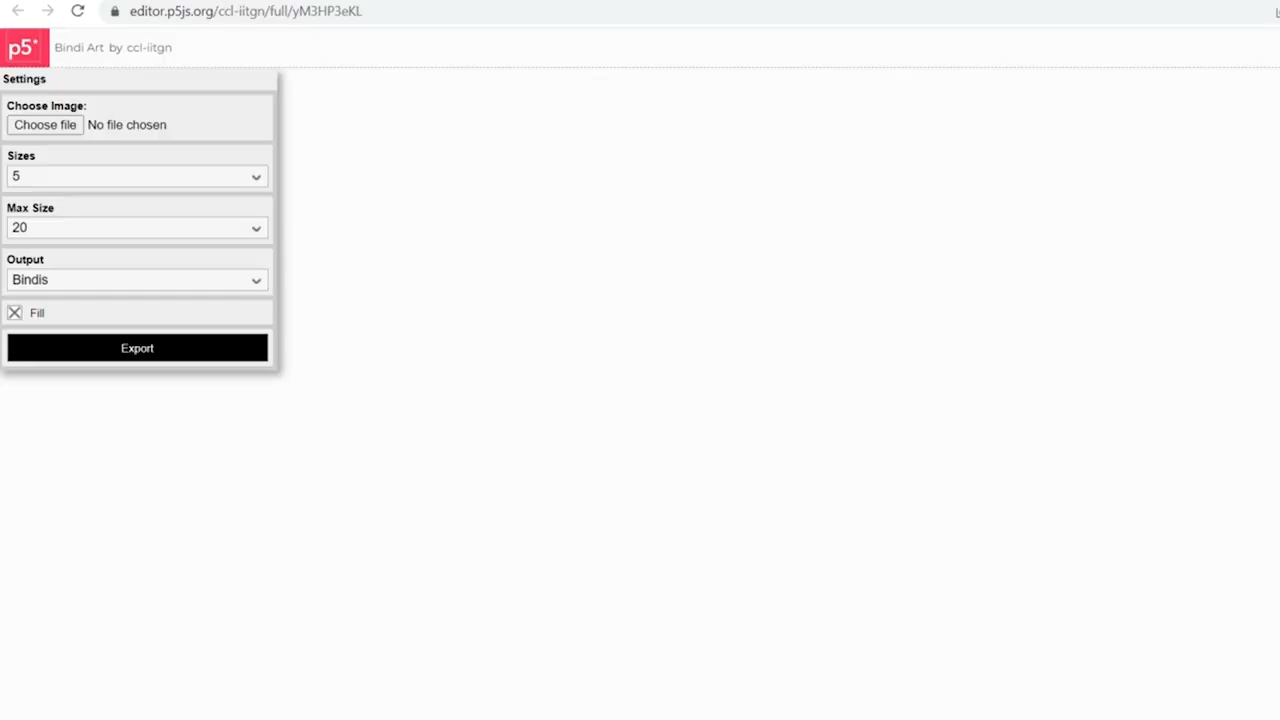 editor.p5js.org/ccl-iitgn/full/yM3HP3eKL
p5* Bindi Art by ccl-iitgn
Settings
Choose Image:
Choose file No file chosen
Sizes
5
Max Size
20
Output
Bindis
Fill
Export